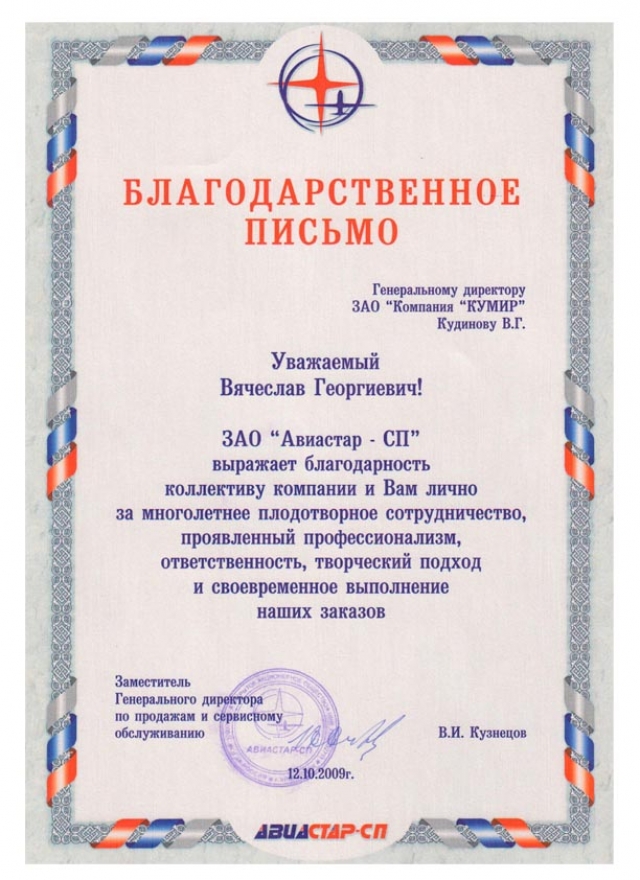 БЛАГОДАРСТВЕННОЕ
ПИСЬМО
Генеральному директору
ЗАО “Компания “КУМИР”
Кудинову В.Г.
Уважаемый
Вячеслав Георгиевич!
ЗАО “Авиастар - СП”
выражает благодарность
коллективу компании и Вам лично
за многолетнее плодотворное сотрудничество,
проявленный профессионализм,
ответственность, творческий подход
и своевременное выполнение
наших заказов
Заместитель
Генерального директора
по продажам и сервисному
обслуживанию
В.И. Кузнецов
АВИАСТАР-СП
12.10.2009г.
АВИАСТАР-СП